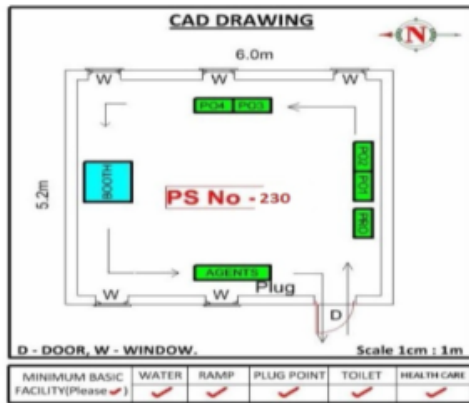 CAD DRAWING
N
6.0m
W W W
PO4 PO3
5.2m
BOOTH
PO2
PO1
PS No - 230
PRO
AGENTS
Plug
W W
D
D - DOOR, W - WINDOW. Scale 1cm : 1m
MINIMUM BASIC FACILITY(Please ✓) WATER RAMP PLUG POINT TOILET HEALTH CARE
✓ ✓ ✓ ✓ ✓